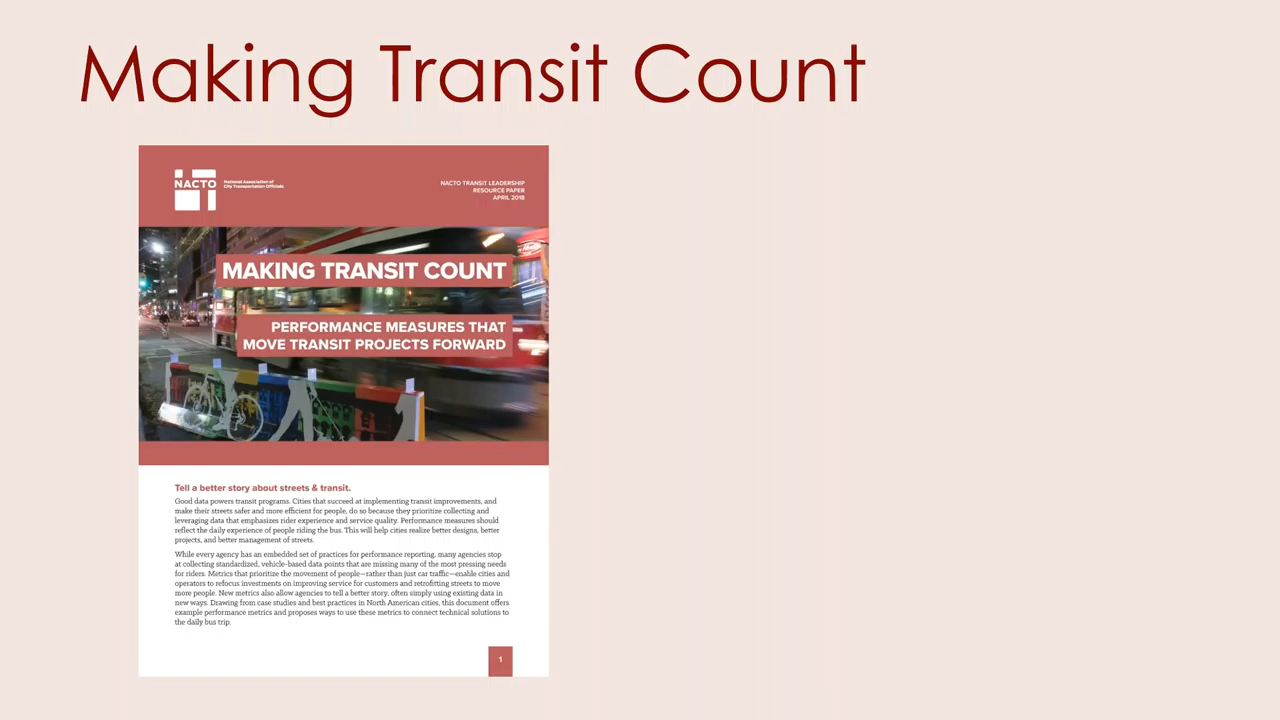 Making Transit Count
NACTO
National Association of
City Transportation Officials
NACTO TRANSIT LEADERSHIP
RESOURCE PAPER
APRIL 2018
MAKING TRANSIT COUNT
PERFORMANCE MEASURES THAT
MOVE TRANSIT PROJECTS FORWARD
Tell a better story about streets & transit.
Good data powers transit programs. Cities that succeed at implementing transit improvements, and
make their streets safer and more efficient for people, do so because they prioritize collecting and
leveraging data that emphasizes rider experience and service quality. Performance measures should
reflect the daily experience of people riding the bus. This will help cities realize better designs, better
projects, and better management of streets.
While every agency has an embedded set of practices for performance reporting, many agencies stop
at collecting standardized, vehicle-based data points that are missing many of the most pressing needs
for riders. Metrics that prioritize the movement of people—rather than just car traffic—enable cities and
operators to refocus investments on improving service for customers and retrofitting streets to move
more people. New metrics also allow agencies to tell a better story, often simply using existing data in
new ways. Drawing from case studies and best practices in North American cities, this document offers
example performance metrics and proposes ways to use these metrics to connect technical solutions to
the daily bus trip.
1